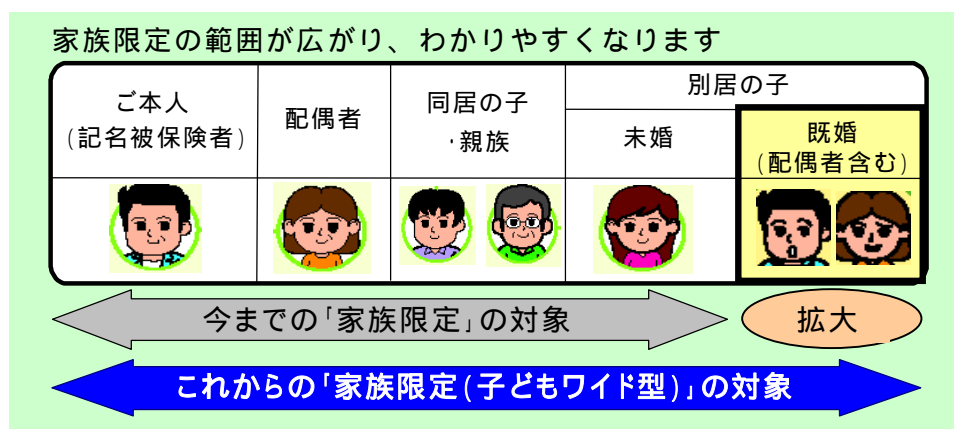 家族限定の範囲が広がり、わかりやすくなります
ご本人
(記名被保険者)
配偶者
同居の子
・親族
別居の子
未婚
既婚
(配偶者含む)
今までの「家族限定」の対象
拡大
これからの「家族限定(子どもワイド型)」の対象